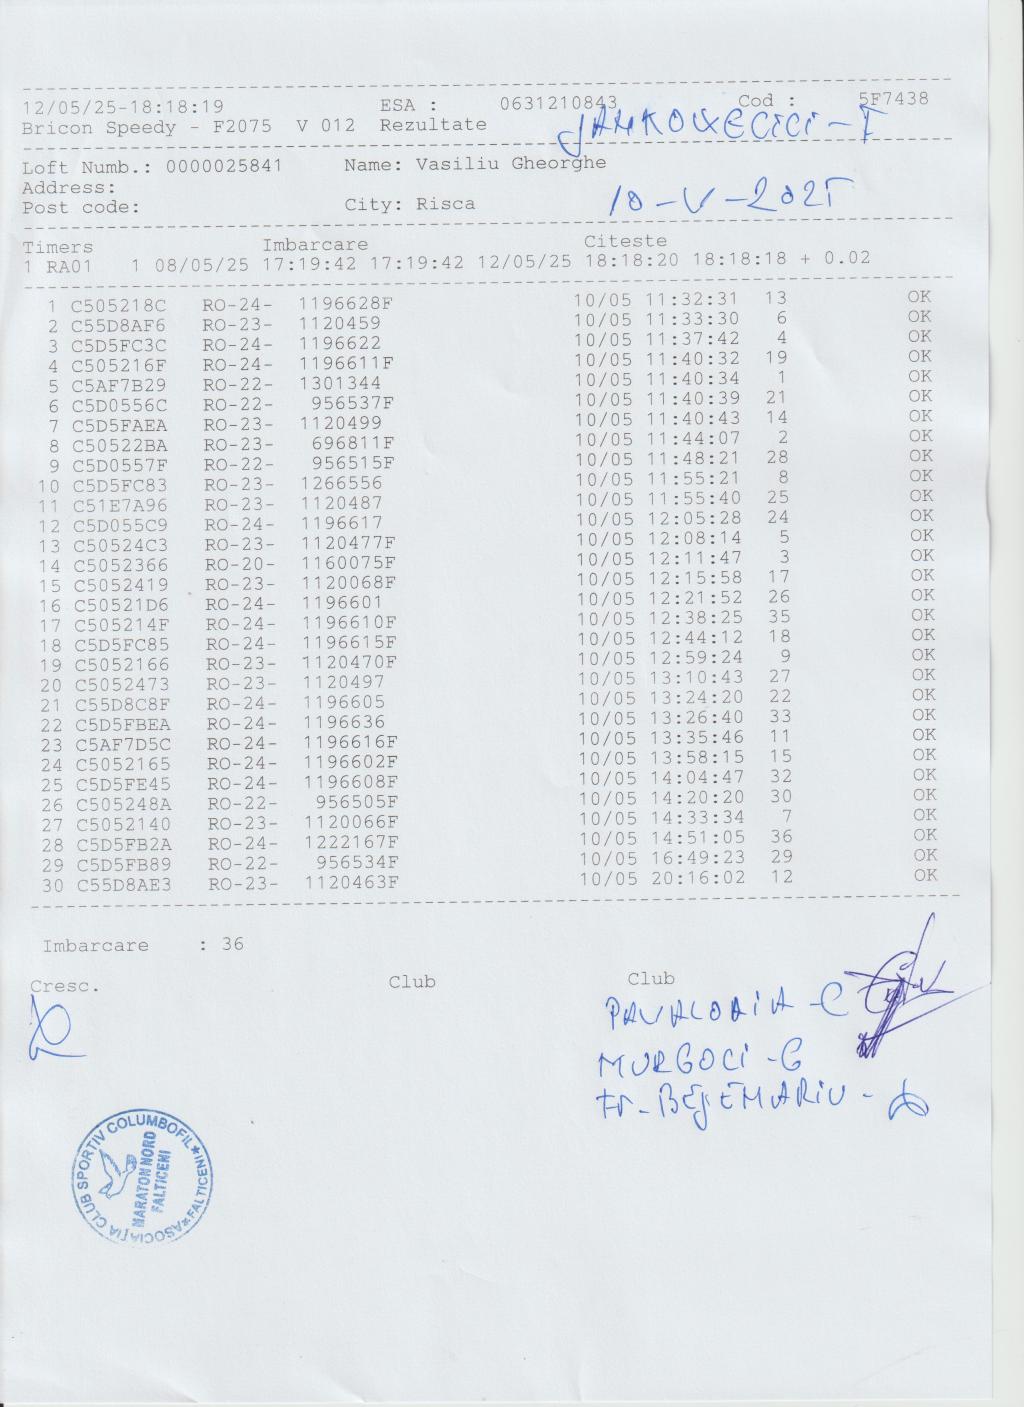 12/05/25-18:18:19 ESA : 0631210843 Cod : 5F7438
Bricon Speedy - F2075 V 012 Rezultate
JANKOVECICI - I
Loft Numb.: 0000025841 Name: Vasiliu Gheorghe
Address:
Post code: City: Risca
10 - V - 2025
Timers Imbarcare Citeste
1 RA01 1 08/05/25 17:19:42 17:19:42 12/05/25 18:18:20 18:18:18 + 0.02
1 C505218C RO-24- 1196628F 10/05 11:32:31 13 OK
2 C55D8AF6 RO-23- 1120459 10/05 11:33:30 6 OK
3 C5D5FC3C RO-24- 1196622 10/05 11:37:42 4 OK
4 C505216F RO-24- 1196611F 10/05 11:40:32 19 OK
5 C5AF7B29 RO-22- 1301344 10/05 11:40:34 1 OK
6 C5D0556C RO-22- 956537F 10/05 11:40:39 21 OK
7 C5D5FAEA RO-23- 1120499 10/05 11:40:43 14 OK
8 C50522BA RO-23- 696811F 10/05 11:44:07 2 OK
9 C5D0557F RO-22- 956515F 10/05 11:48:21 28 OK
10 C5D5FC83 RO-23- 1266556 10/05 11:55:21 8 OK
11 C51E7A96 RO-23- 1120487 10/05 11:55:40 25 OK
12 C5D055C9 RO-24- 1196617 10/05 12:05:28 24 OK
13 C50524C3 RO-23- 1120477F 10/05 12:08:14 5 OK
14 C5052366 RO-20- 1160075F 10/05 12:11:47 3 OK
15 C5052419 RO-23- 1120068F 10/05 12:15:58 17 OK
16 C50521D6 RO-24- 1196601 10/05 12:21:52 26 OK
17 C505214F RO-24- 1196610F 10/05 12:38:25 35 OK
18 C5D5FC85 RO-24- 1196615F 10/05 12:44:12 18 OK
19 C5052166 RO-23- 1120470F 10/05 12:59:24 9 OK
20 C5052473 RO-23- 1120497 10/05 13:10:43 27 OK
21 C55D8C8F RO-24- 1196605 10/05 13:24:20 22 OK
22 C5D5FBEA RO-24- 1196636 10/05 13:26:40 33 OK
23 C5AF7D5C RO-24- 1196616F 10/05 13:35:46 11 OK
24 C5052165 RO-24- 1196602F 10/05 13:58:15 15 OK
25 C5D5FE45 RO-24- 1196608F 10/05 14:04:47 32 OK
26 C505248A RO-22- 956505F 10/05 14:20:20 30 OK
27 C5052140 RO-23- 1120066F 10/05 14:33:34 7 OK
28 C5D5FB2A RO-24- 1222167F 10/05 14:51:05 36 OK
29 C5D5FB89 RO-22- 956534F 10/05 16:49:23 29 OK
30 C55D8AE3 RO-23- 1120463F 10/05 20:16:02 12 OK
Imbarcare : 36
Cresc. Club Club
PAVALOAIA - C
MURGOCI - G
MARATON NORD
FALTICENI
ASOCIAŢIA CLUB SPORTIV COLUMBOFIL * FALTICENI *